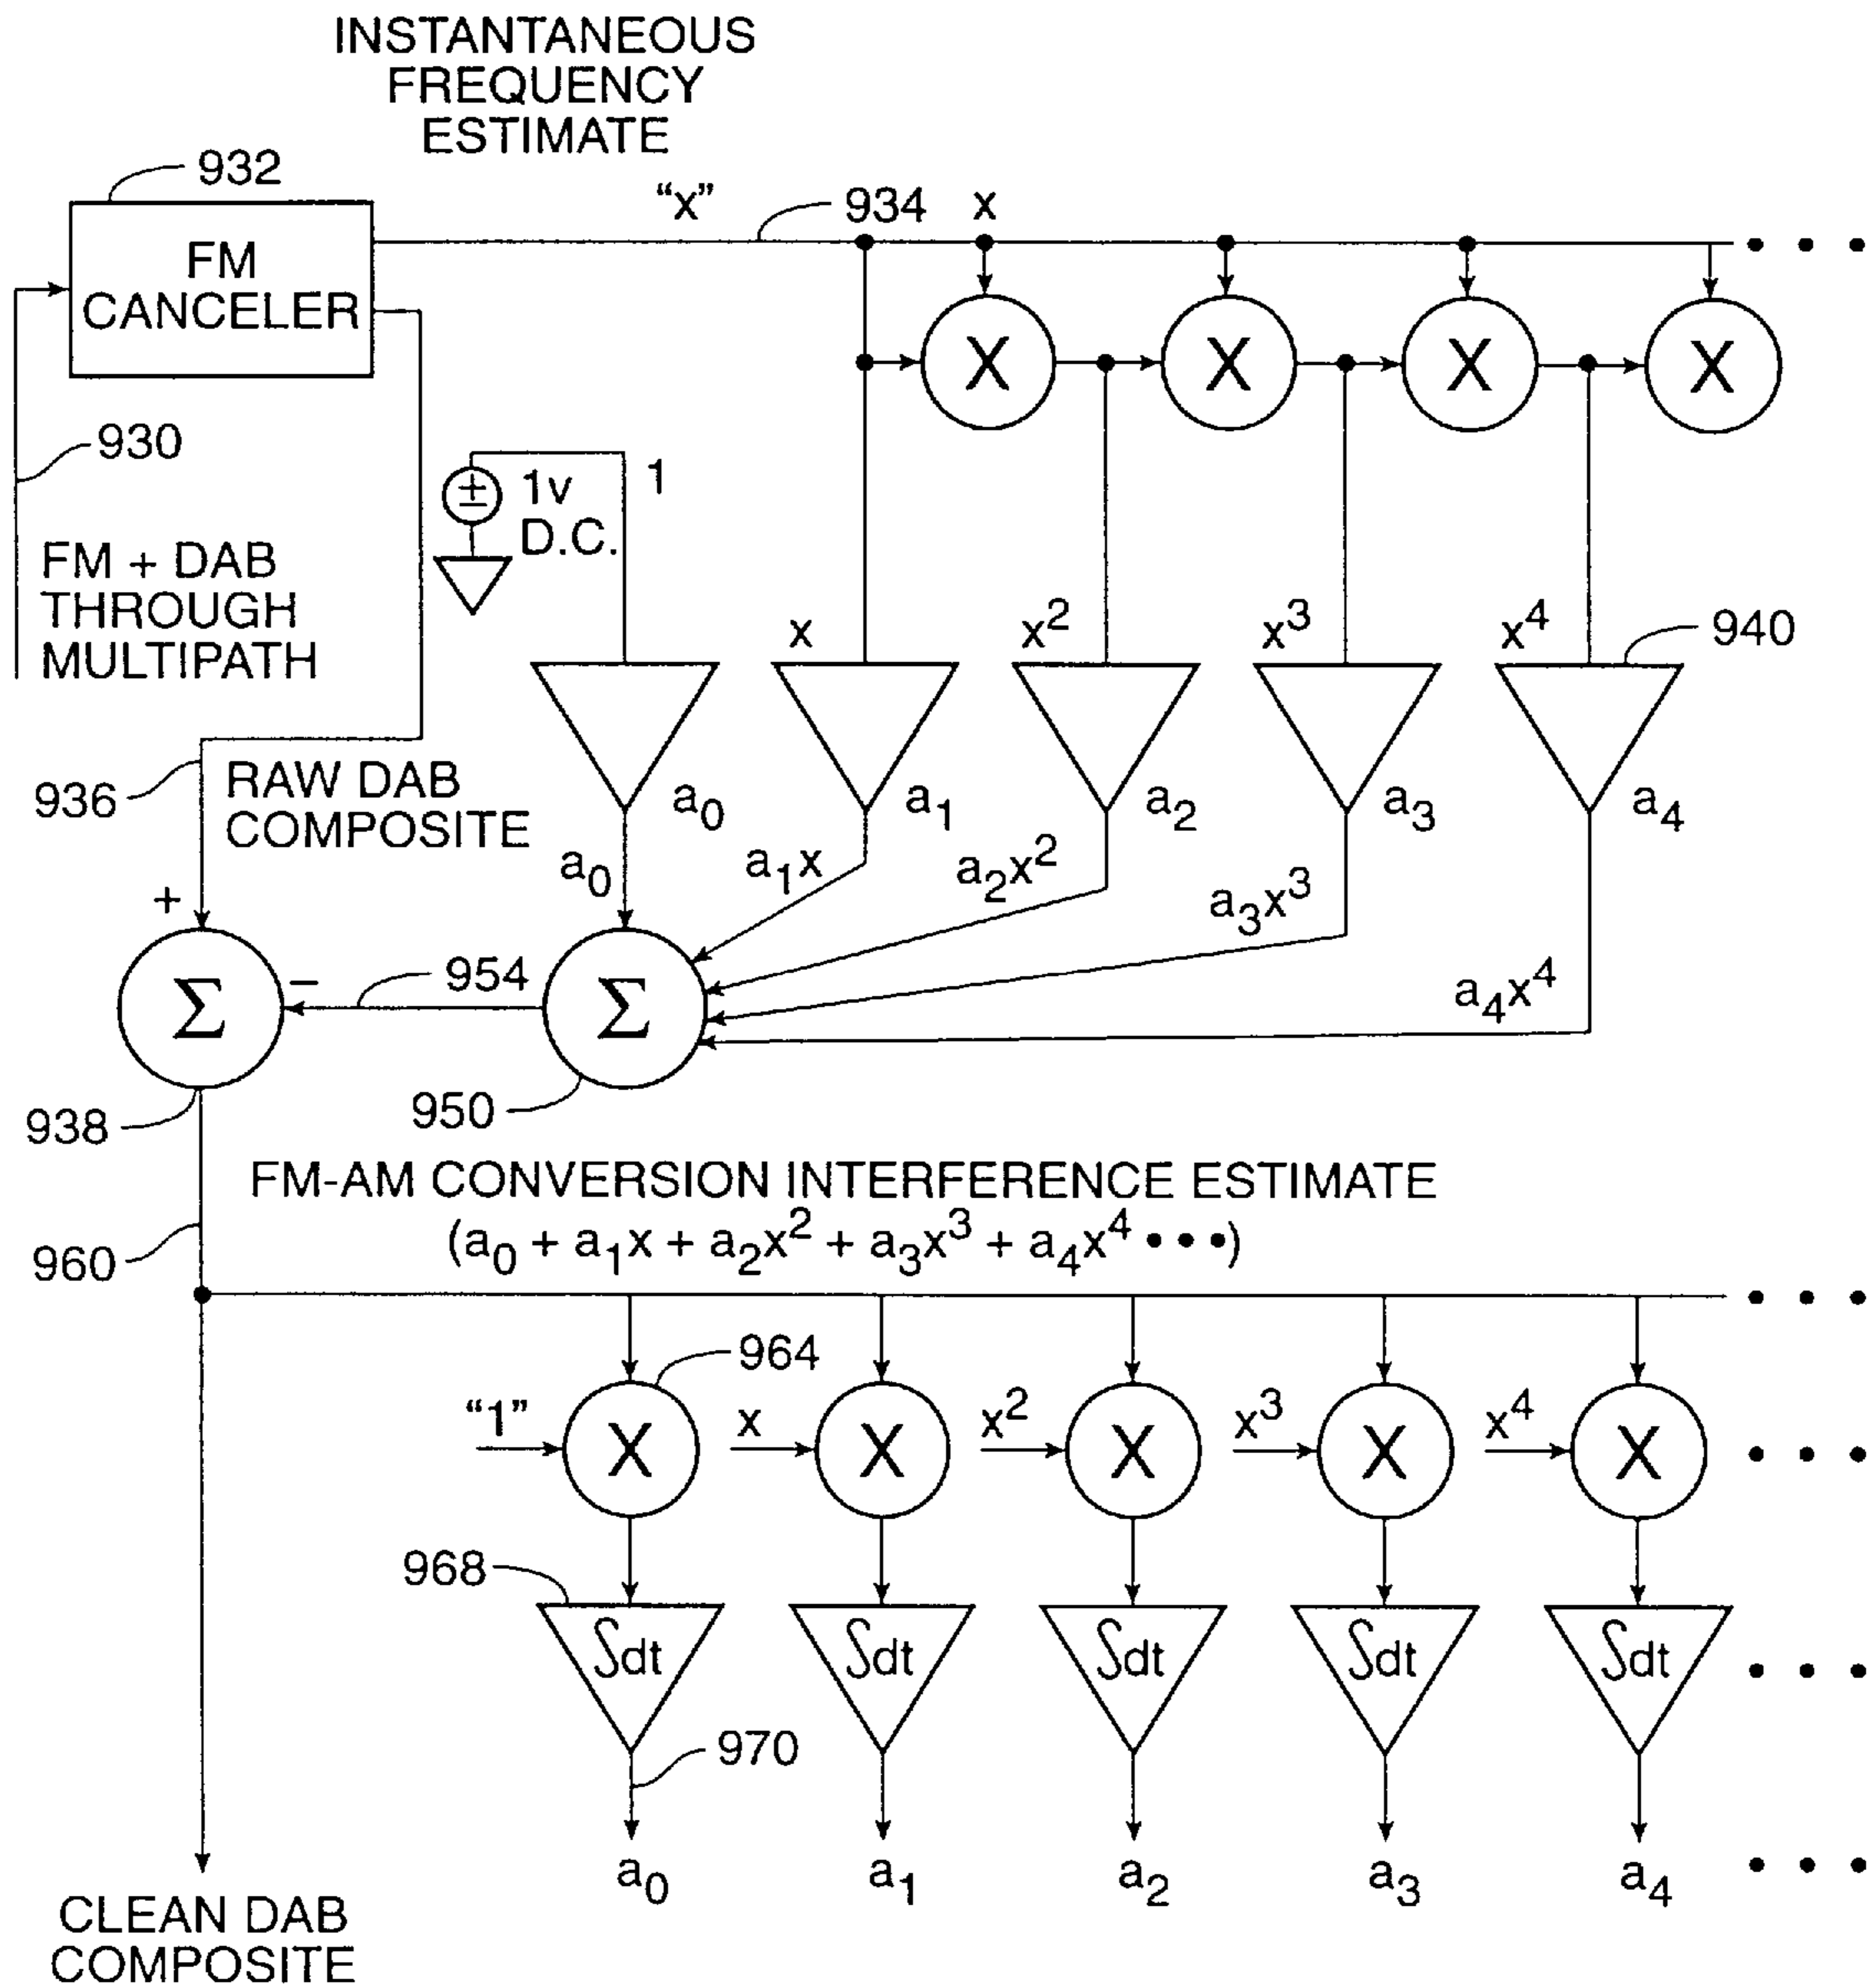 INSTANTANEOUS
FREQUENCY
ESTIMATE
932
"x"
934
x
FM
CANCELER
X X X X
930
1
± 1v
D.C.
FM + DAB
THROUGH
MULTIPATH
x x² x³ x⁴ 940
936
RAW DAB
COMPOSITE
a₀ a₁ a₂ a₃ a₄
a₀ a₁x a₂x² a₃x³ a₄x⁴
+
954
−
Σ Σ
938
950
FM-AM CONVERSION INTERFERENCE ESTIMATE
(a₀ + a₁x + a₂x² + a₃x³ + a₄x⁴ • • •)
960
• • •
964
"1" x x² x³ x⁴
X X X X X • • •
968
∫dt ∫dt ∫dt ∫dt ∫dt • • •
970
a₀ a₁ a₂ a₃ a₄ • • •
CLEAN DAB
COMPOSITE